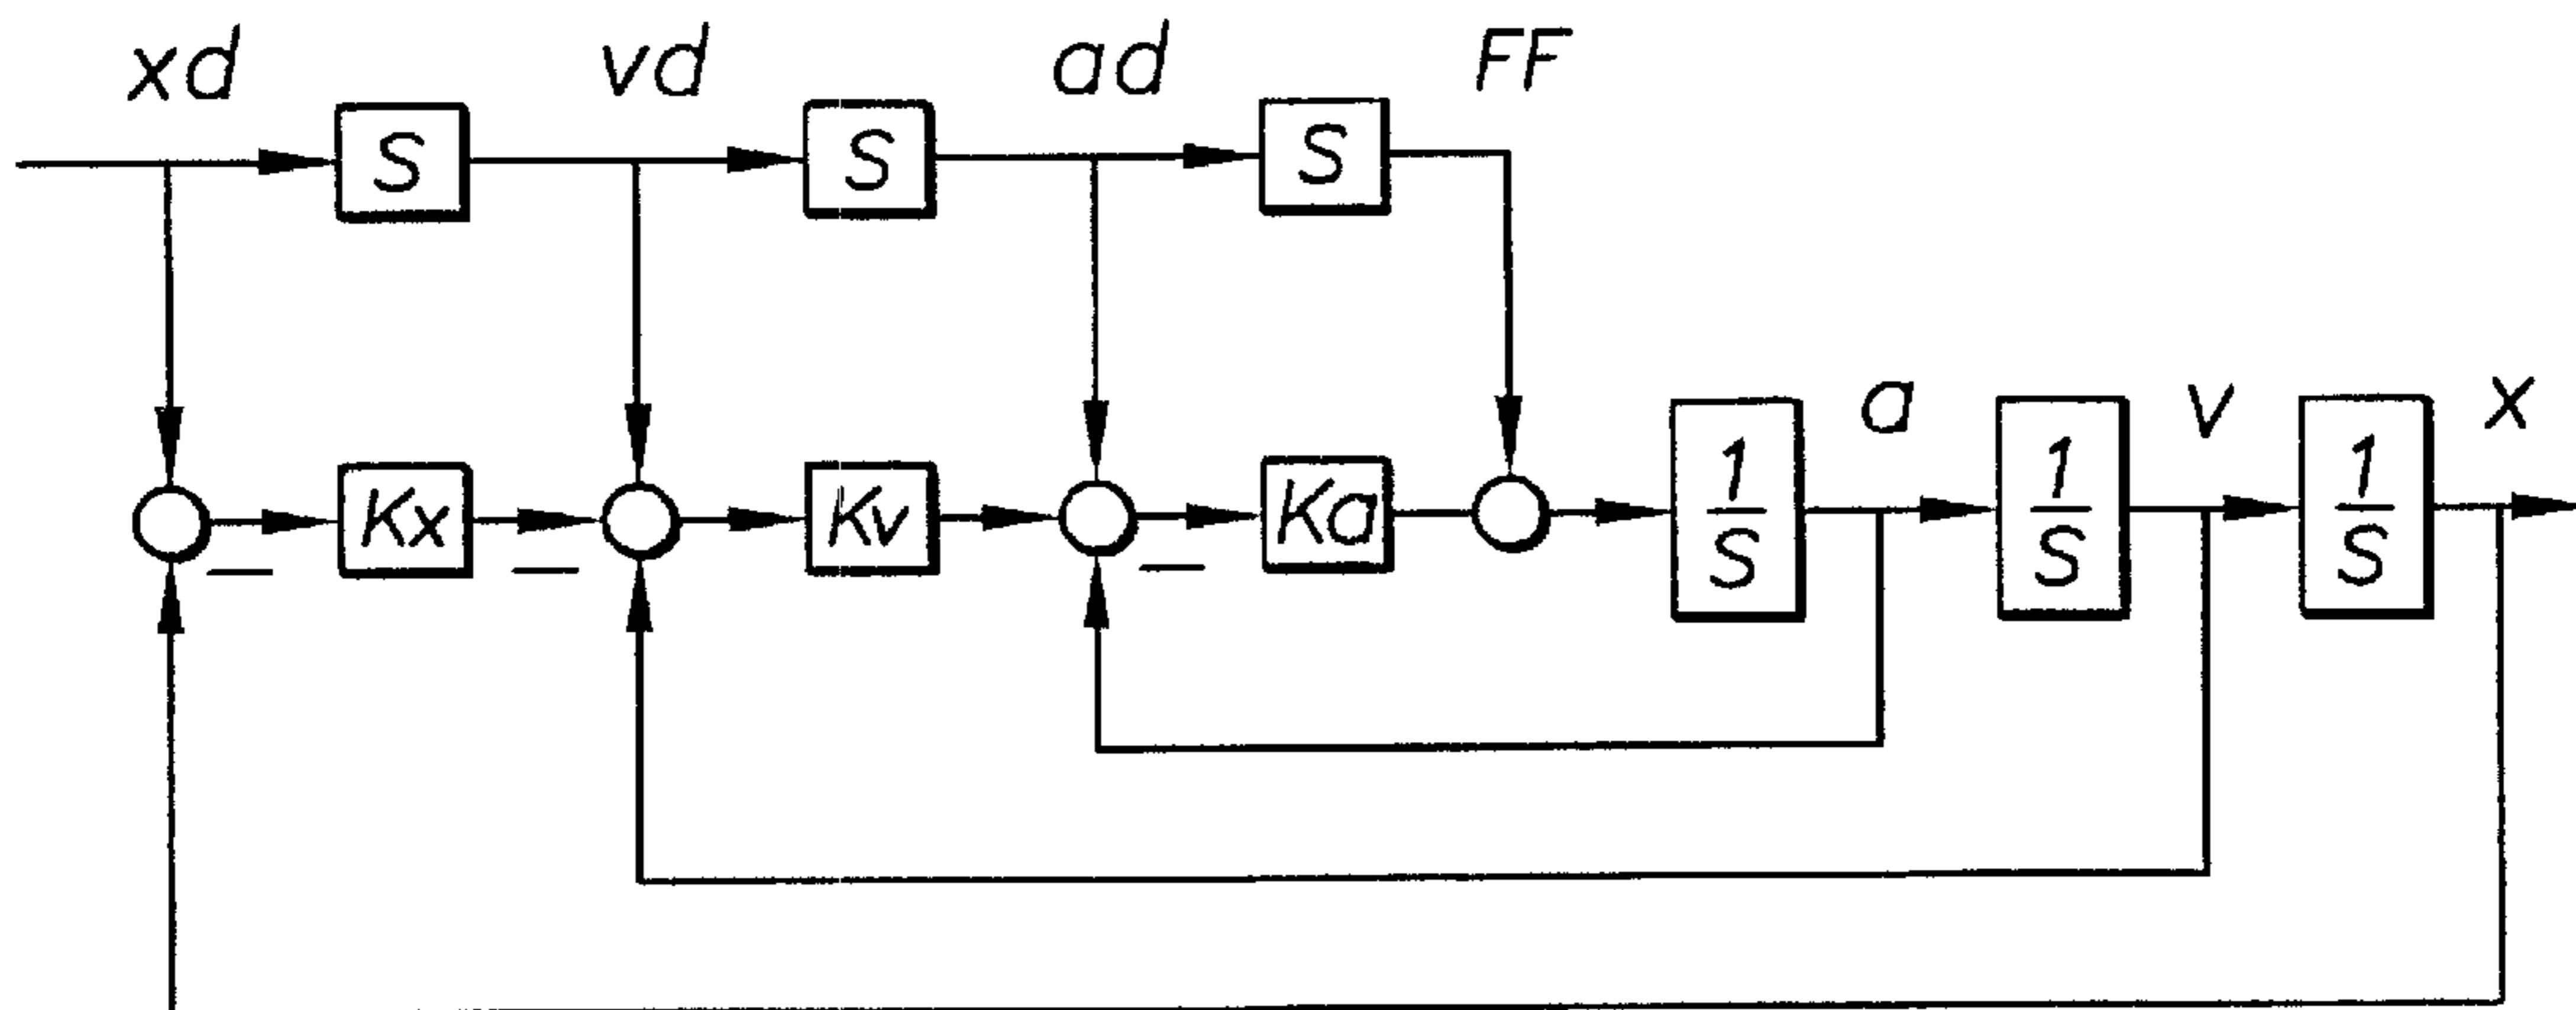 xd vd ad FF
S S S
a v x
Kx Kv Ka
1/S 1/S 1/S
− − −